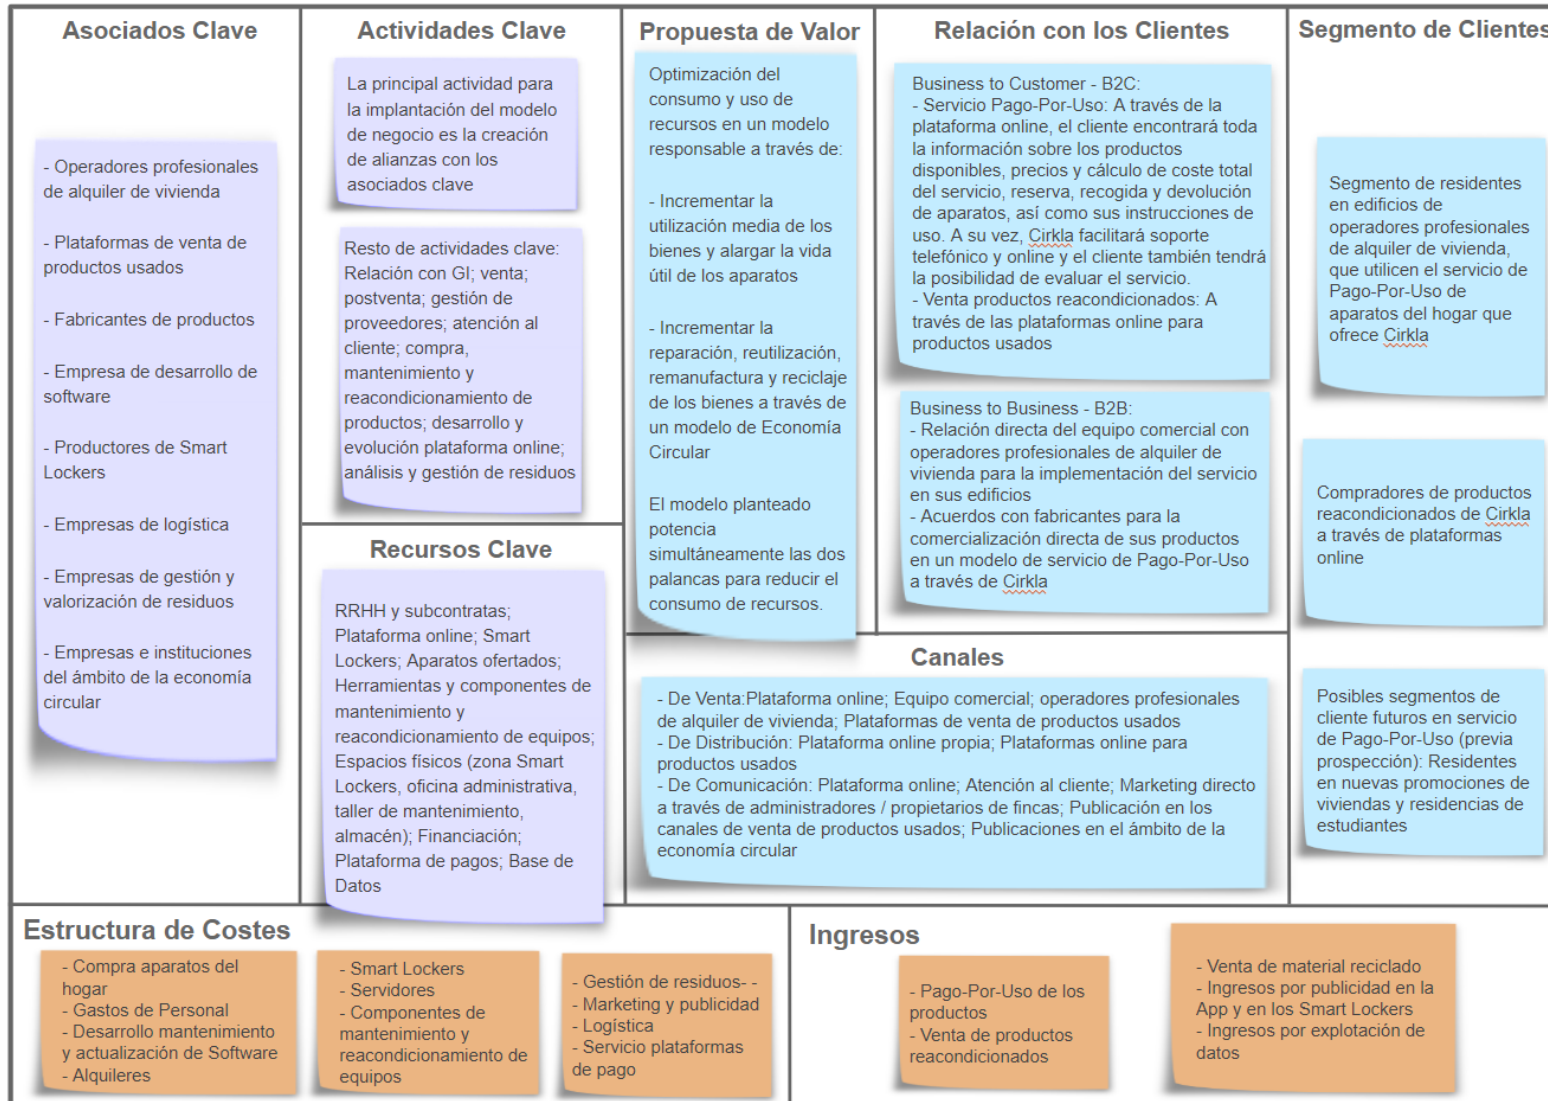 Asociados Clave
- Operadores profesionales
de alquiler de vivienda
- Plataformas de venta de
productos usados
- Fabricantes de productos
- Empresa de desarrollo de
software
- Productores de Smart
Lockers
- Empresas de logística
- Empresas de gestión y
valorización de residuos
- Empresas e instituciones
del ámbito de la economía
circular
Actividades Clave
La principal actividad para
la implantación del modelo
de negocio es la creación
de alianzas con los
asociados clave
Resto de actividades clave:
Relación con GI; venta;
postventa; gestión de
proveedores; atención al
cliente; compra,
mantenimiento y
reacondicionamiento de
productos; desarrollo y
evolución plataforma online;
análisis y gestión de residuos
Recursos Clave
RRHH y subcontratas;
Plataforma online; Smart
Lockers; Aparatos ofertados;
Herramientas y componentes de
mantenimiento y
reacondicionamiento de equipos;
Espacios físicos (zona Smart
Lockers, oficina administrativa,
taller de mantenimiento,
almacén); Financiación;
Plataforma de pagos; Base de
Datos
Propuesta de Valor
Optimización del
consumo y uso de
recursos en un modelo
responsable a través de:
- Incrementar la
utilización media de los
bienes y alargar la vida
útil de los aparatos
- Incrementar la
reparación, reutilización,
remanufactura y reciclaje
de los bienes a través de
un modelo de Economía
Circular
El modelo planteado
potencia
simultáneamente las dos
palancas para reducir el
consumo de recursos.
Relación con los Clientes
Business to Customer - B2C:
- Servicio Pago-Por-Uso: A través de la
plataforma online, el cliente encontrará toda
la información sobre los productos
disponibles, precios y cálculo de coste total
del servicio, reserva, recogida y devolución
de aparatos, así como sus instrucciones de
uso. A su vez, Cirkla facilitará soporte
telefónico y online y el cliente también tendrá
la posibilidad de evaluar el servicio.
- Venta productos reacondicionados: A
través de las plataformas online para
productos usados
Business to Business - B2B:
- Relación directa del equipo comercial con
operadores profesionales de alquiler de
vivienda para la implementación del servicio
en sus edificios
- Acuerdos con fabricantes para la
comercialización directa de sus productos
en un modelo de servicio de Pago-Por-Uso
a través de Cirkla
Canales
- De Venta:Plataforma online; Equipo comercial; operadores profesionales
de alquiler de vivienda; Plataformas de venta de productos usados
- De Distribución: Plataforma online propia; Plataformas online para
productos usados
- De Comunicación: Plataforma online; Atención al cliente; Marketing directo
a través de administradores / propietarios de fincas; Publicación en los
canales de venta de productos usados; Publicaciones en el ámbito de la
economía circular
Segmento de Clientes
Segmento de residentes
en edificios de
operadores profesionales
de alquiler de vivienda,
que utilicen el servicio de
Pago-Por-Uso de
aparatos del hogar que
ofrece Cirkla
Compradores de productos
reacondicionados de Cirkla
a través de plataformas
online
Posibles segmentos de
cliente futuros en servicio
de Pago-Por-Uso (previa
prospección): Residentes
en nuevas promociones de
viviendas y residencias de
estudiantes
Estructura de Costes
- Compra aparatos del
hogar
- Gastos de Personal
- Desarrollo mantenimiento
y actualización de Software
- Alquileres
- Smart Lockers
- Servidores
- Componentes de
mantenimiento y
reacondicionamiento de
equipos
- Gestión de residuos- -
- Marketing y publicidad
- Logística
- Servicio plataformas
de pago
Ingresos
- Pago-Por-Uso de los
productos
- Venta de productos
reacondicionados
- Venta de material reciclado
- Ingresos por publicidad en la
App y en los Smart Lockers
- Ingresos por explotación de
datos